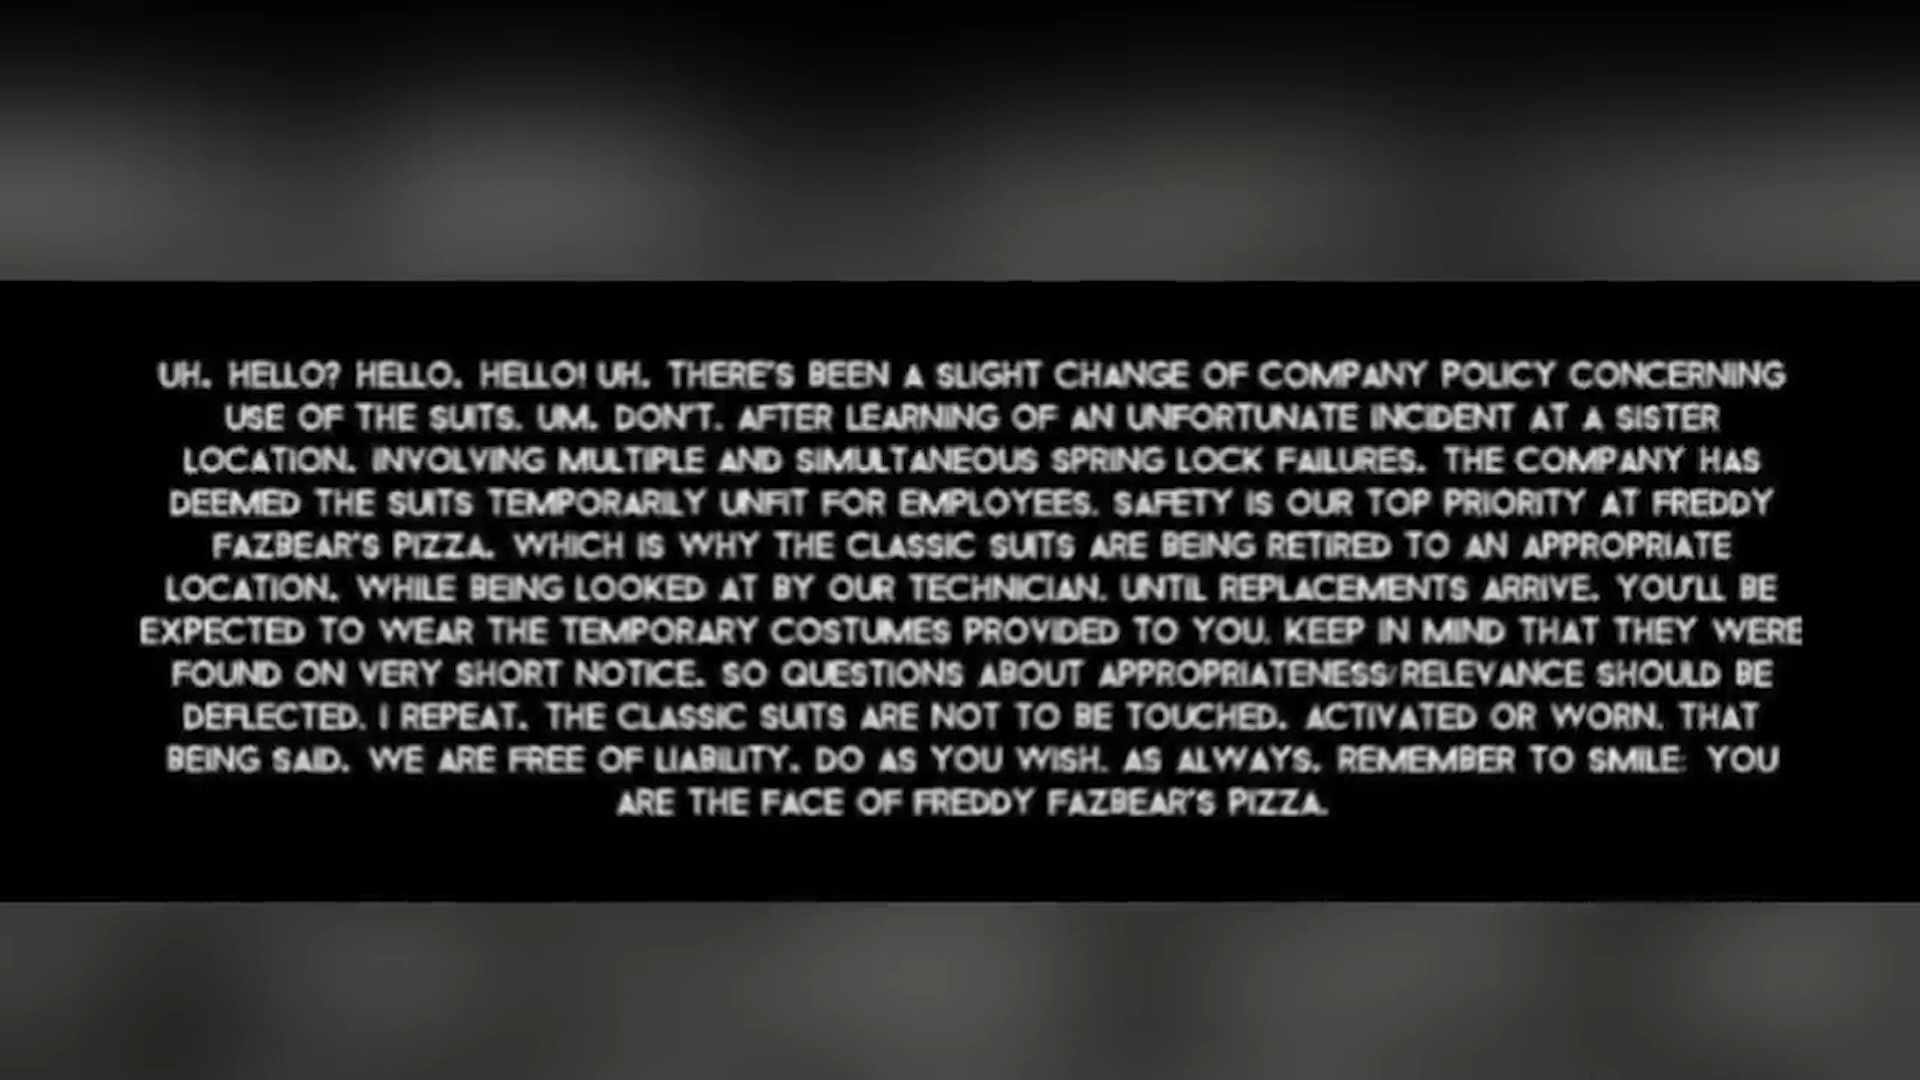 UH. HELLO? HELLO. HELLO! UH. THERE'S BEEN A SLIGHT CHANGE OF COMPANY POLICY CONCERNING
USE OF THE SUITS. UM. DON'T. AFTER LEARNING OF AN UNFORTUNATE INCIDENT AT A SISTER
LOCATION. INVOLVING MULTIPLE AND SIMULTANEOUS SPRING LOCK FAILURES. THE COMPANY HAS
DEEMED THE SUITS TEMPORARILY UNFIT FOR EMPLOYEES. SAFETY IS OUR TOP PRIORITY AT FREDDY
FAZBEAR'S PIZZA. WHICH IS WHY THE CLASSIC SUITS ARE BEING RETIRED TO AN APPROPRIATE
LOCATION. WHILE BEING LOOKED AT BY OUR TECHNICIAN. UNTIL REPLACEMENTS ARRIVE. YOU'LL BE
EXPECTED TO WEAR THE TEMPORARY COSTUMES PROVIDED TO YOU. KEEP IN MIND THAT THEY WERE
FOUND ON VERY SHORT NOTICE. SO QUESTIONS ABOUT APPROPRIATENESS/RELEVANCE SHOULD BE
DEFLECTED. I REPEAT. THE CLASSIC SUITS ARE NOT TO BE TOUCHED. ACTIVATED OR WORN. THAT
BEING SAID. WE ARE FREE OF LIABILITY. DO AS YOU WISH. AS ALWAYS. REMEMBER TO SMILE: YOU
ARE THE FACE OF FREDDY FAZBEAR'S PIZZA.